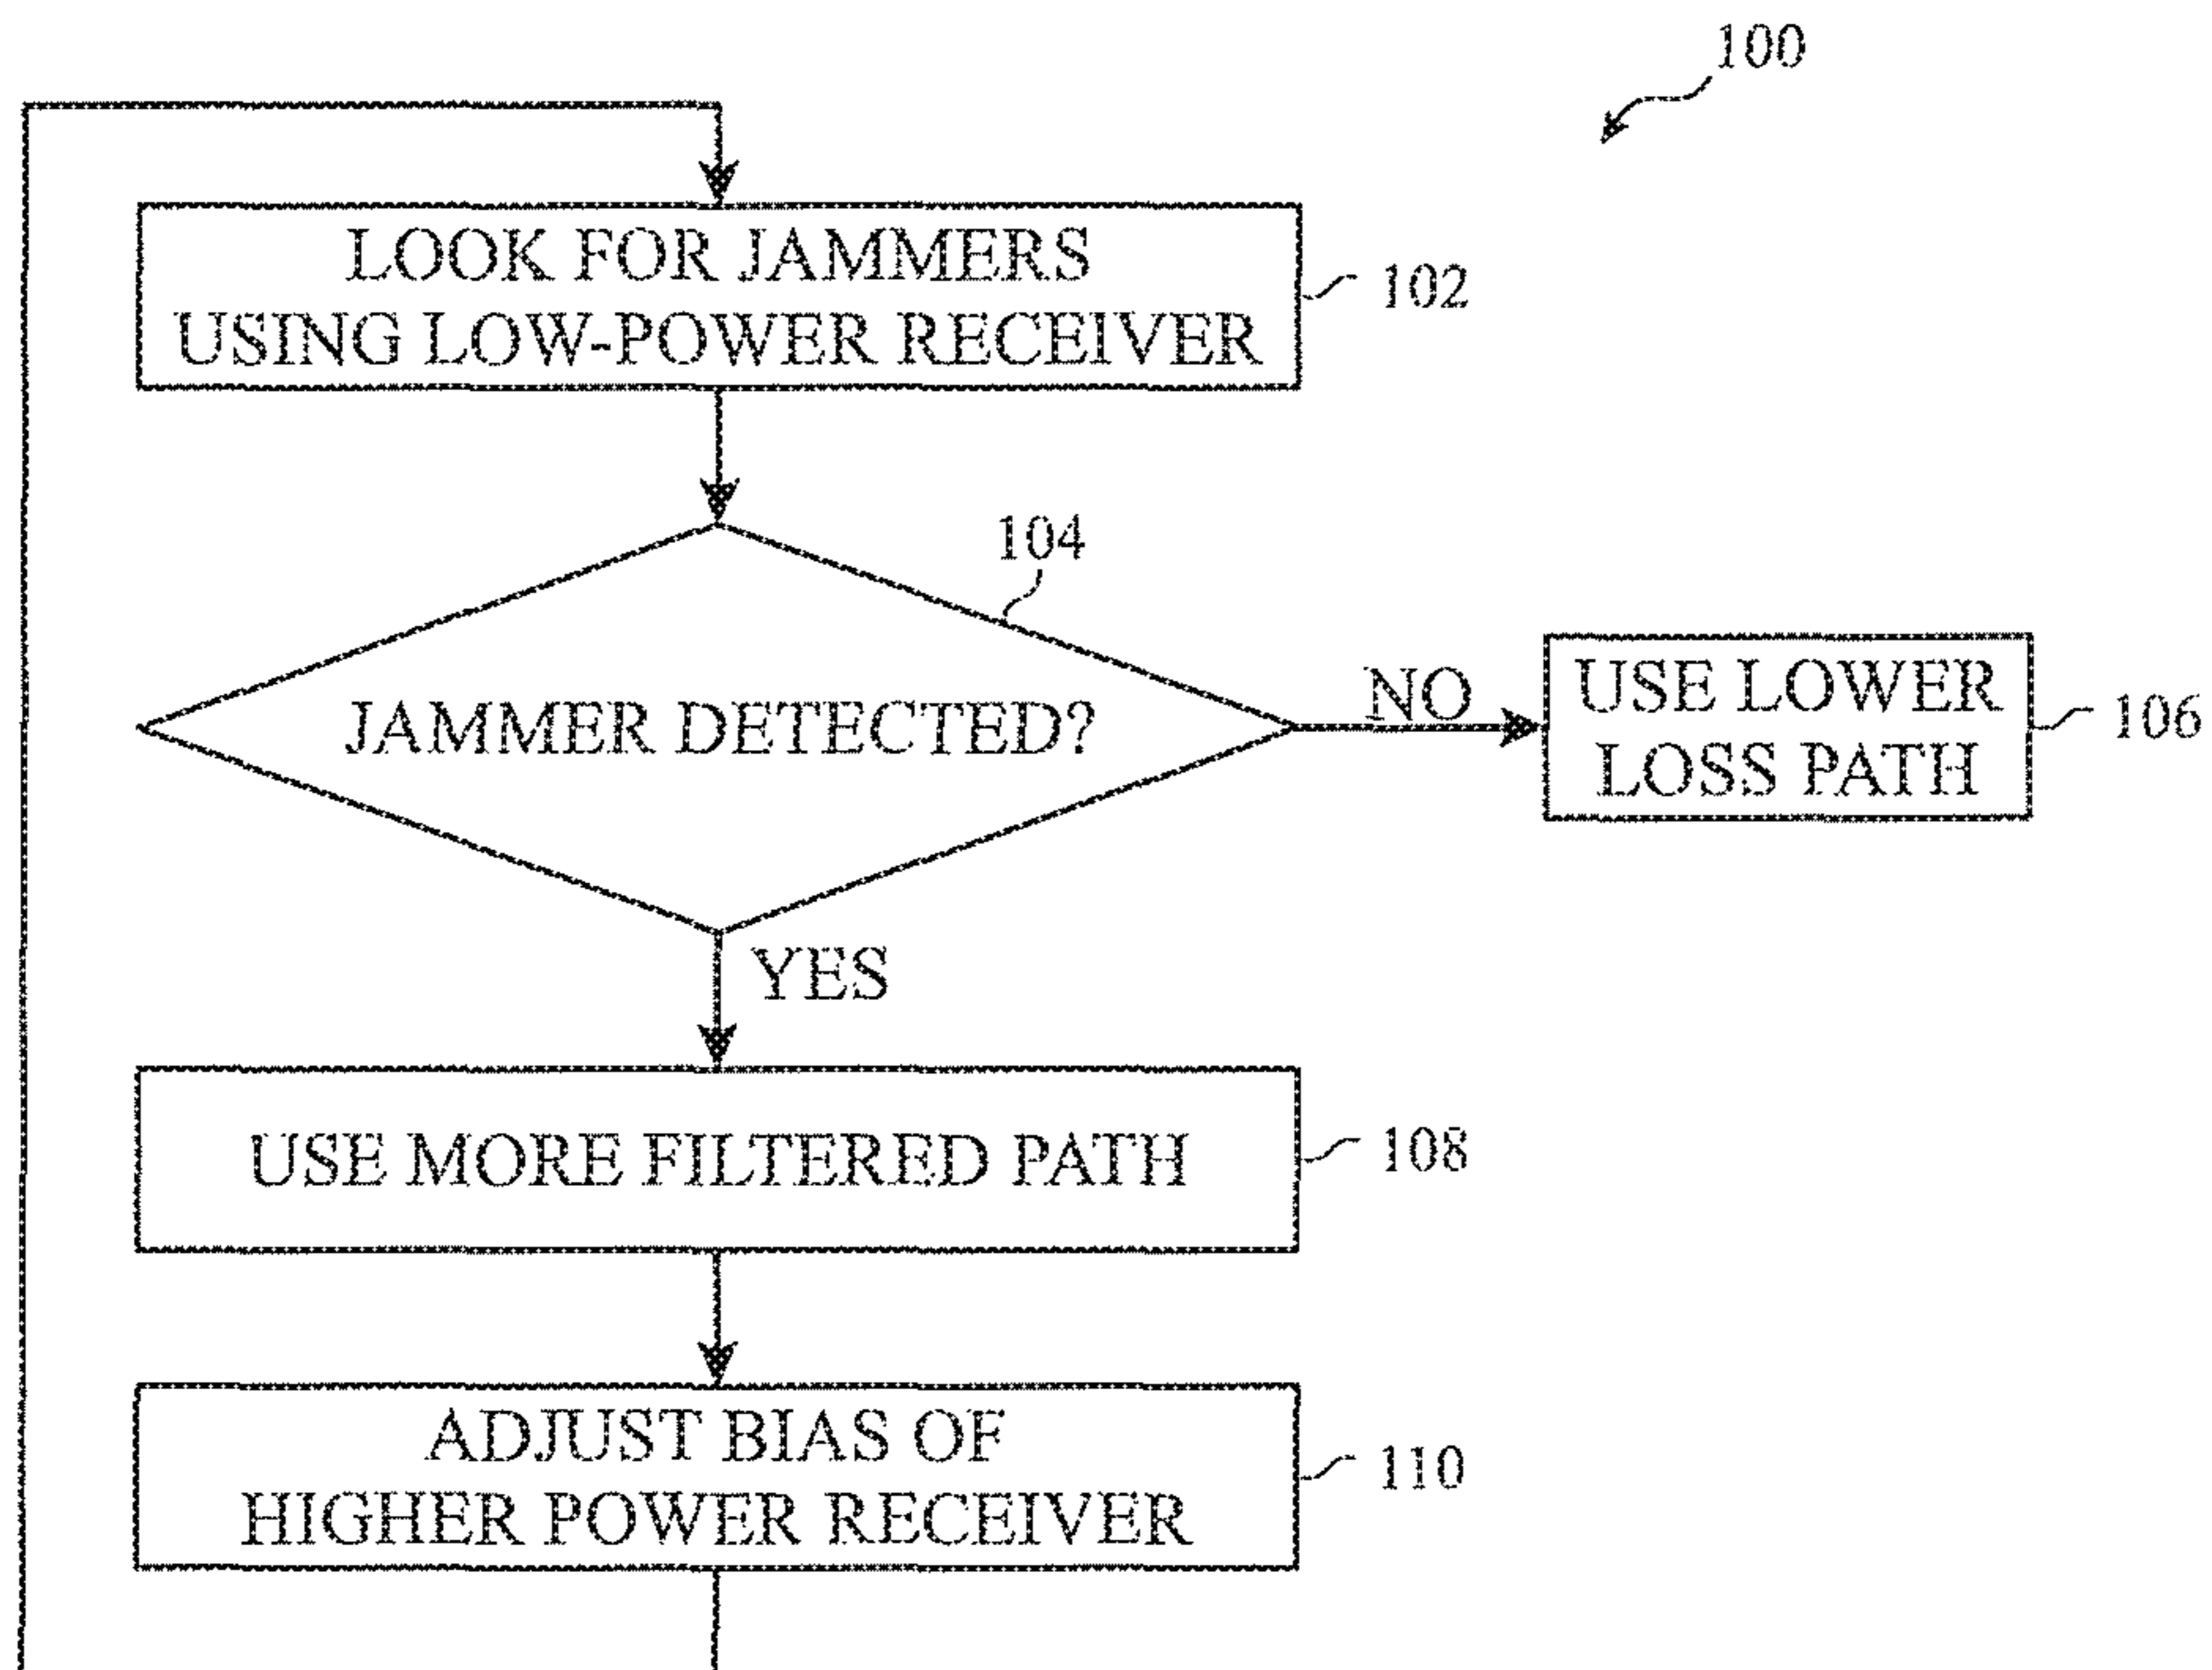 100
LOOK FOR JAMMERS
USING LOW-POWER RECEIVER
102
104
JAMMER DETECTED?
NO
USE LOWER
LOSS PATH
106
YES
USE MORE FILTERED PATH
108
ADJUST BIAS OF
HIGHER POWER RECEIVER
110